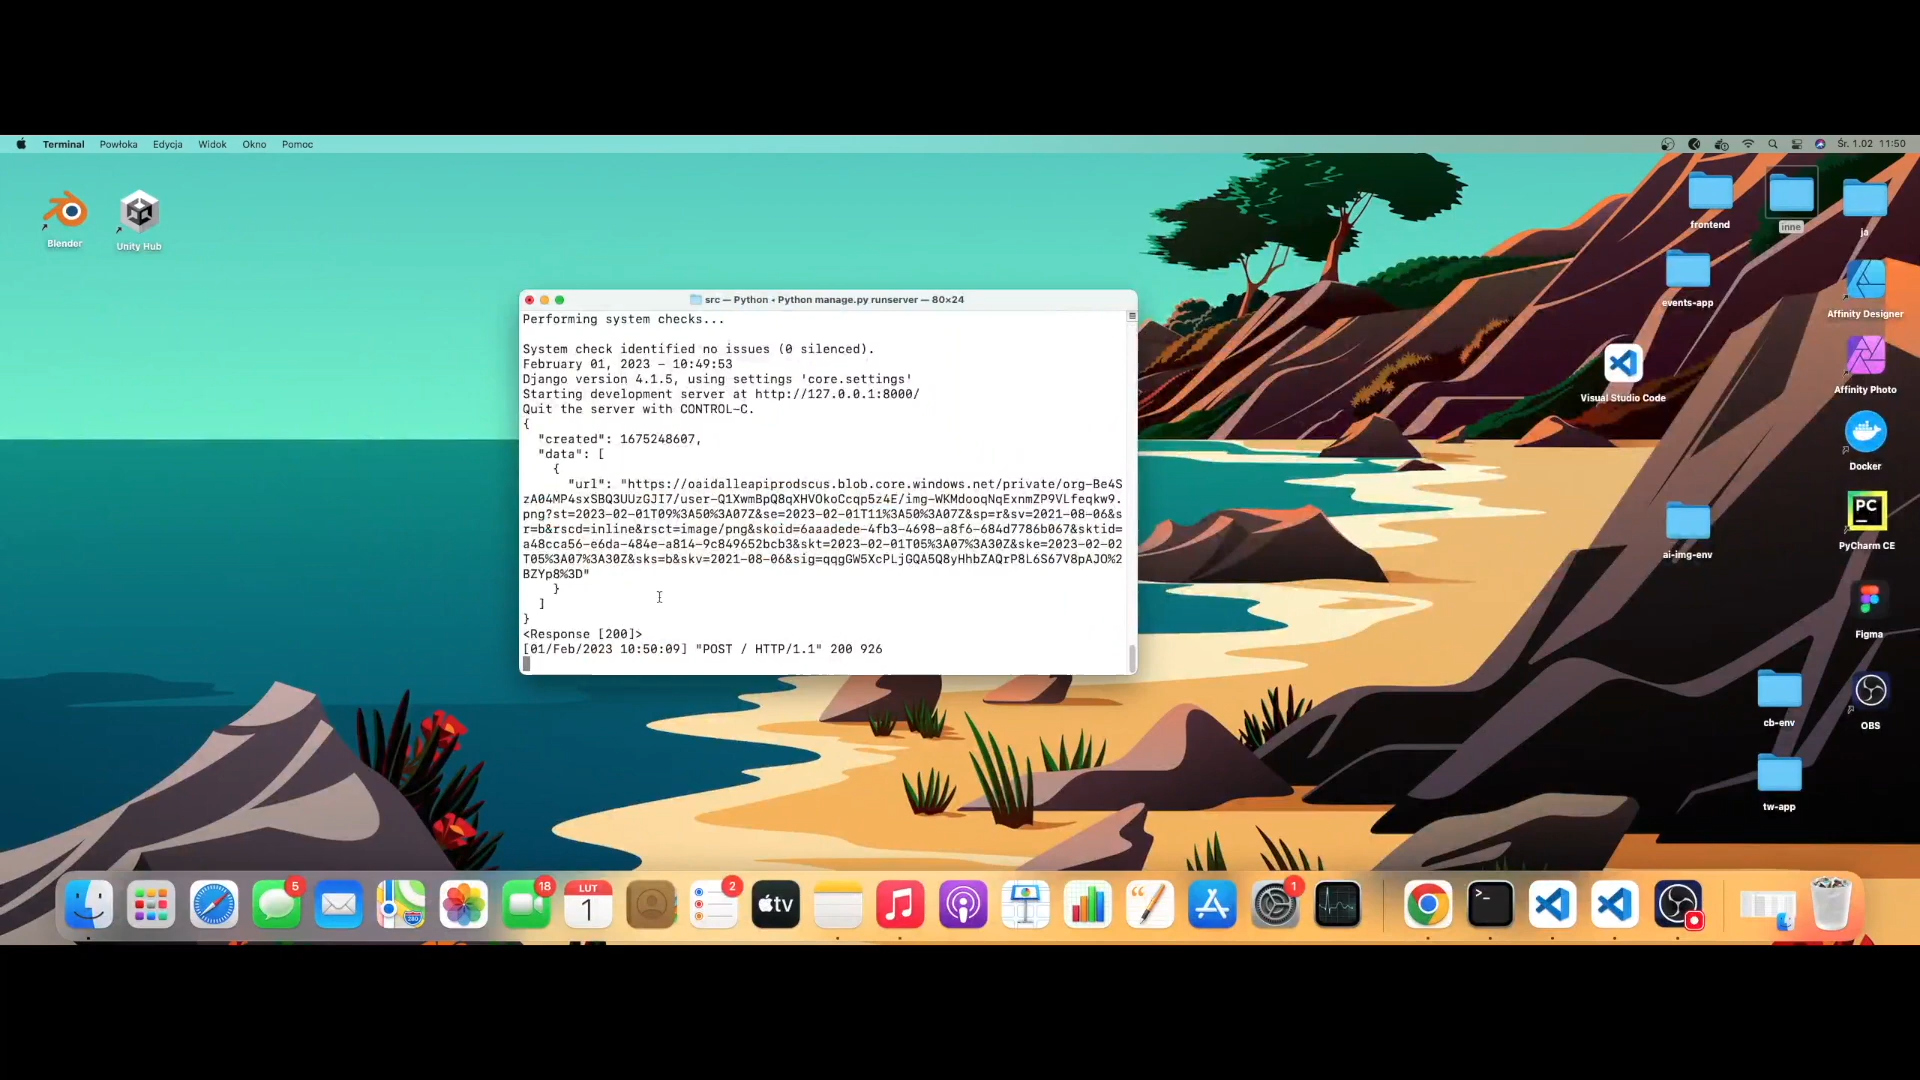 Terminal Powłoka Edycja Widok Okno Pomoc
Śr. 1.02 11:50
Blender
Unity Hub
frontend
inne
ja
events-app
Affinity Designer
Visual Studio Code
Affinity Photo
Docker
PC
PyCharm CE
ai-img-env
Figma
cb-env
OBS
tw-app
src — Python • Python manage.py runserver — 80×24
Performing system checks...
System check identified no issues (0 silenced).
February 01, 2023 - 10:49:53
Django version 4.1.5, using settings 'core.settings'
Starting development server at http://127.0.0.1:8000/
Quit the server with CONTROL-C.
{
"created": 1675248607,
"data": [
{
"url": "https://oaidalleapiprodscus.blob.core.windows.net/private/org-Be4S
zA04MP4sxSBQ3UUzGJI7/user-Q1XwmBpQ8qXHVOkoCcqp5z4E/img-WKMdooqNqExnmZP9VLfeqkw9.
png?st=2023-02-01T09%3A50%3A07Z&se=2023-02-01T11%3A50%3A07Z&sp=r&sv=2021-08-06&s
r=b&rscd=inline&rsct=image/png&skoid=6aaadede-4fb3-4698-a8f6-684d7786b067&sktid=
a48cca56-e6da-484e-a814-9c849652bcb3&skt=2023-02-01T05%3A07%3A30Z&ske=2023-02-02
T05%3A07%3A30Z&sks=b&skv=2021-08-06&sig=qqgGW5XcPLjGQA5Q8yHhbZAQrP8L6S67V8pAJO%2
BZYp8%3D"
}
]
}
<Response [200]>
[01/Feb/2023 10:50:09] "POST / HTTP/1.1" 200 926
5
280
18
LUT
1
2
tv
1
>_